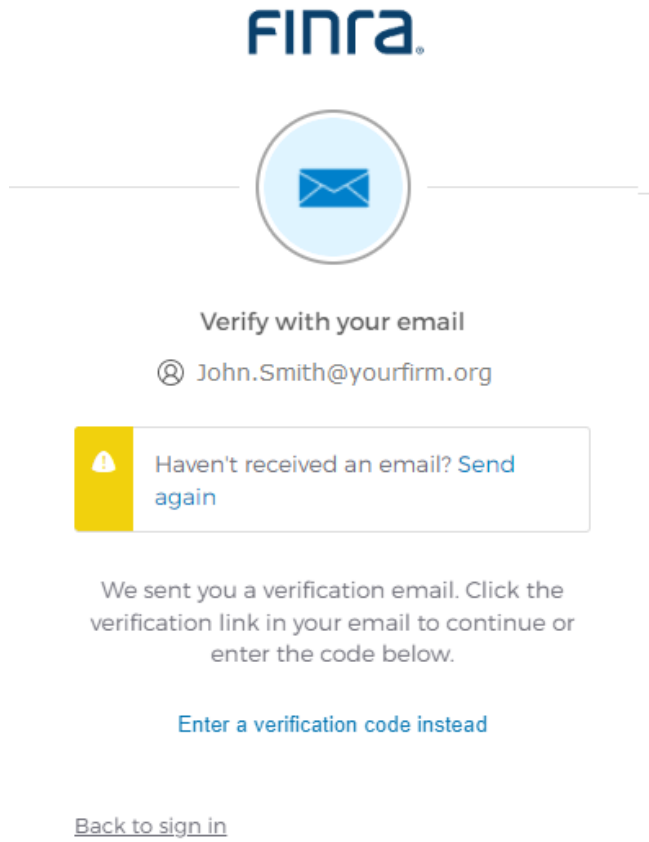 FINRA®
Verify with your email
John.Smith@yourfirm.org
Haven't received an email? Send
again
We sent you a verification email. Click the
verification link in your email to continue or
enter the code below.
Enter a verification code instead
Back to sign in